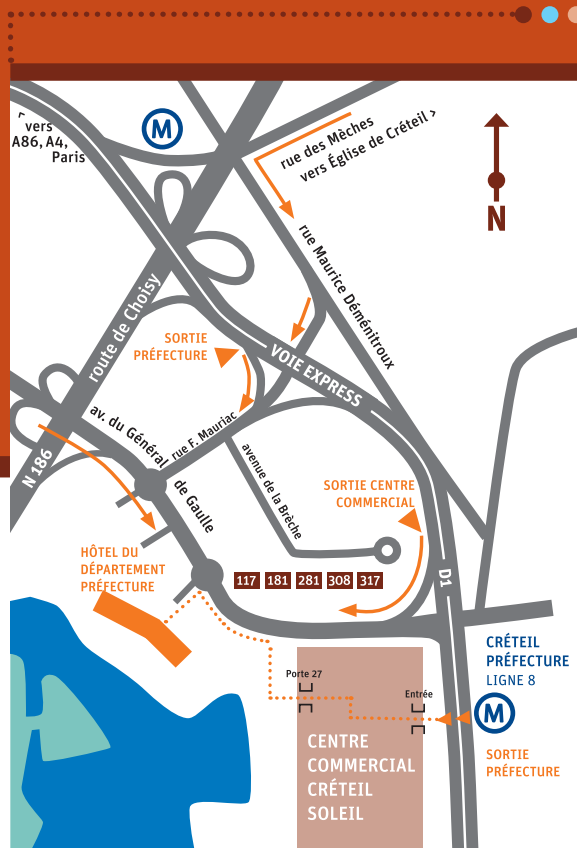 vers
A86, A4,
Paris
M
rue des Mèches
vers Église de Créteil >
N
rue Maurice Déménitroux
route de Choisy
SORTIE
PRÉFECTURE
VOIE EXPRESS
av. du Général
de Gaulle
rue F. Mauriac
avenue de la Brèche
N 186
SORTIE CENTRE
COMMERCIAL
HÔTEL DU
DÉPARTEMENT
PRÉFECTURE
117 181 281 308 317
D1
CRÉTEIL
PRÉFECTURE
LIGNE 8
M
Porte 27
Entrée
SORTIE
PRÉFECTURE
CENTRE
COMMERCIAL
CRÉTEIL
SOLEIL